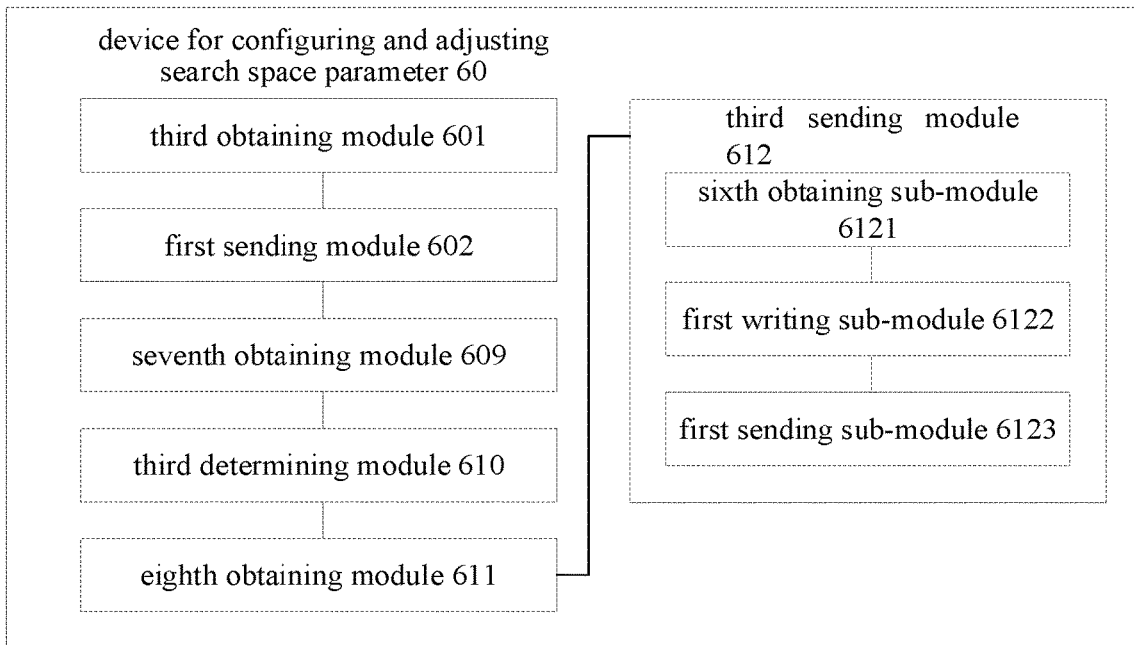 device for configuring and adjusting
search space parameter 60
third obtaining module 601
first sending module 602
seventh obtaining module 609
third determining module 610
eighth obtaining module 611
third sending module
612
sixth obtaining sub-module
6121
first writing sub-module 6122
first sending sub-module 6123